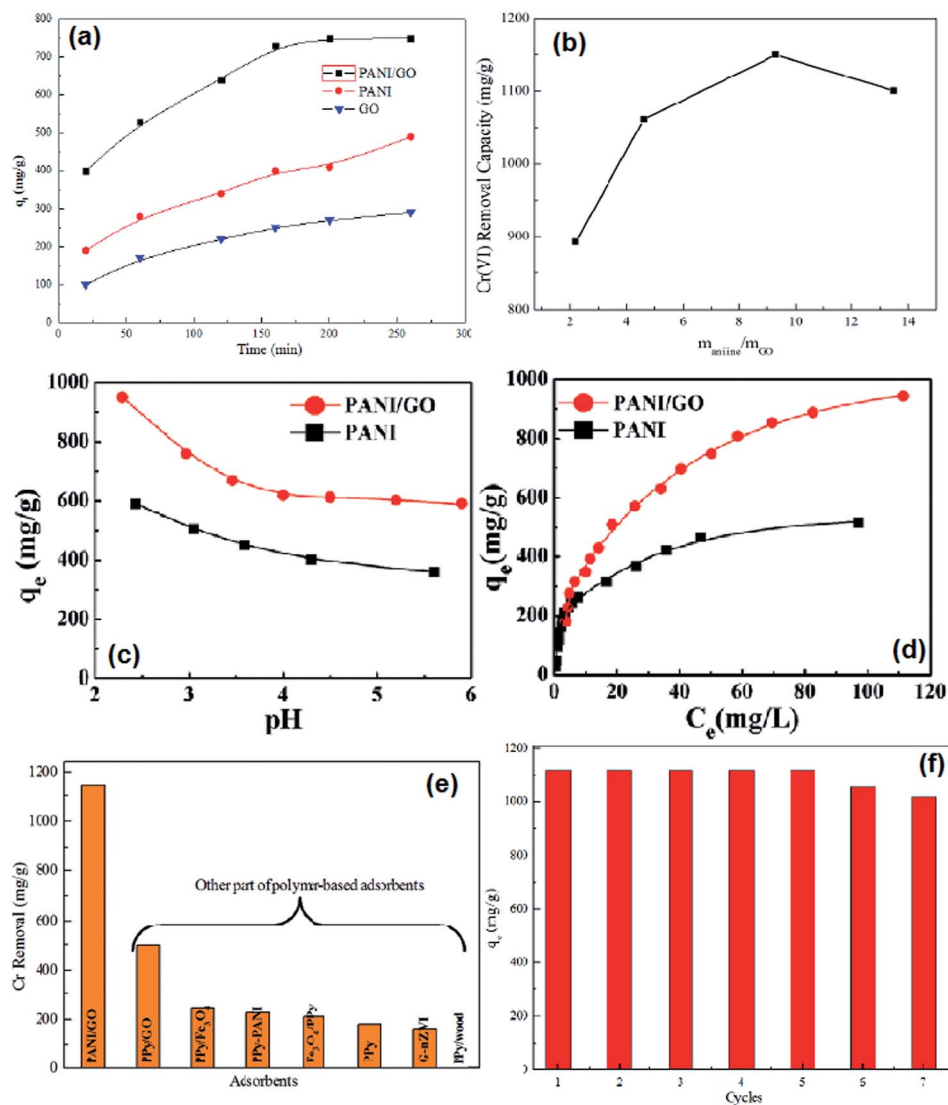 (a)
800
700
600
500
400
300
200
100
0
q_t (mg/g)
PANI/GO
PANI
GO
0 50 100 150 200 250 300
Time (min)
(b)
1200
1100
1000
900
800
Cr(VI) Removal Capacity (mg/g)
2 4 6 8 10 12 14
m_aniine/m_GO
(c)
1000
800
600
400
200
0
q_e (mg/g)
PANI/GO
PANI
2 3 4 5 6
pH
(d)
1000
800
600
400
200
0
q_e (mg/g)
PANI/GO
PANI
0 20 40 60 80 100 120
C_e(mg/L)
(e)
1200
1000
800
600
400
200
0
Cr Removal (mg/g)
Other part of polymr-based adsorbents
PANI/GO
PPy/GO
PPy/Fe3O4
PPy-PANI
Fe3O4/PPy
PPy
G-nZVI
PPy/wood
Adsorbents
(f)
1200
1000
800
600
400
200
0
q_e (mg/g)
1 2 3 4 5 6 7
Cycles